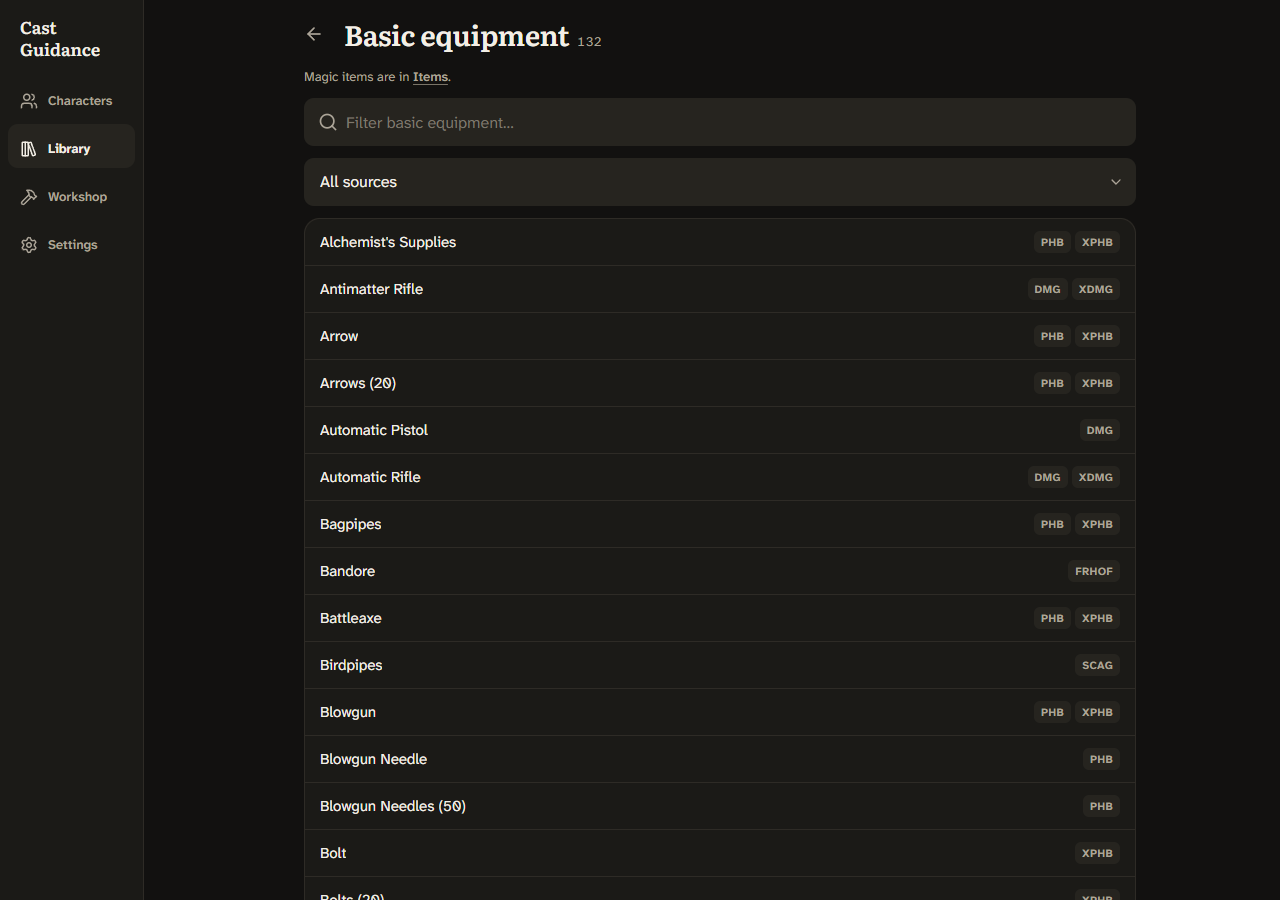 Cast
Guidance
Characters
Library
Workshop
Settings
Basic equipment 132
Magic items are in Items.
Filter basic equipment...
All sources
Alchemist's Supplies PHB XPHB
Antimatter Rifle DMG XDMG
Arrow PHB XPHB
Arrows (20) PHB XPHB
Automatic Pistol DMG
Automatic Rifle DMG XDMG
Bagpipes PHB XPHB
Bandore FRHOF
Battleaxe PHB XPHB
Birdpipes SCAG
Blowgun PHB XPHB
Blowgun Needle PHB
Blowgun Needles (50) PHB
Bolt XPHB
Bolts (20) XPHB